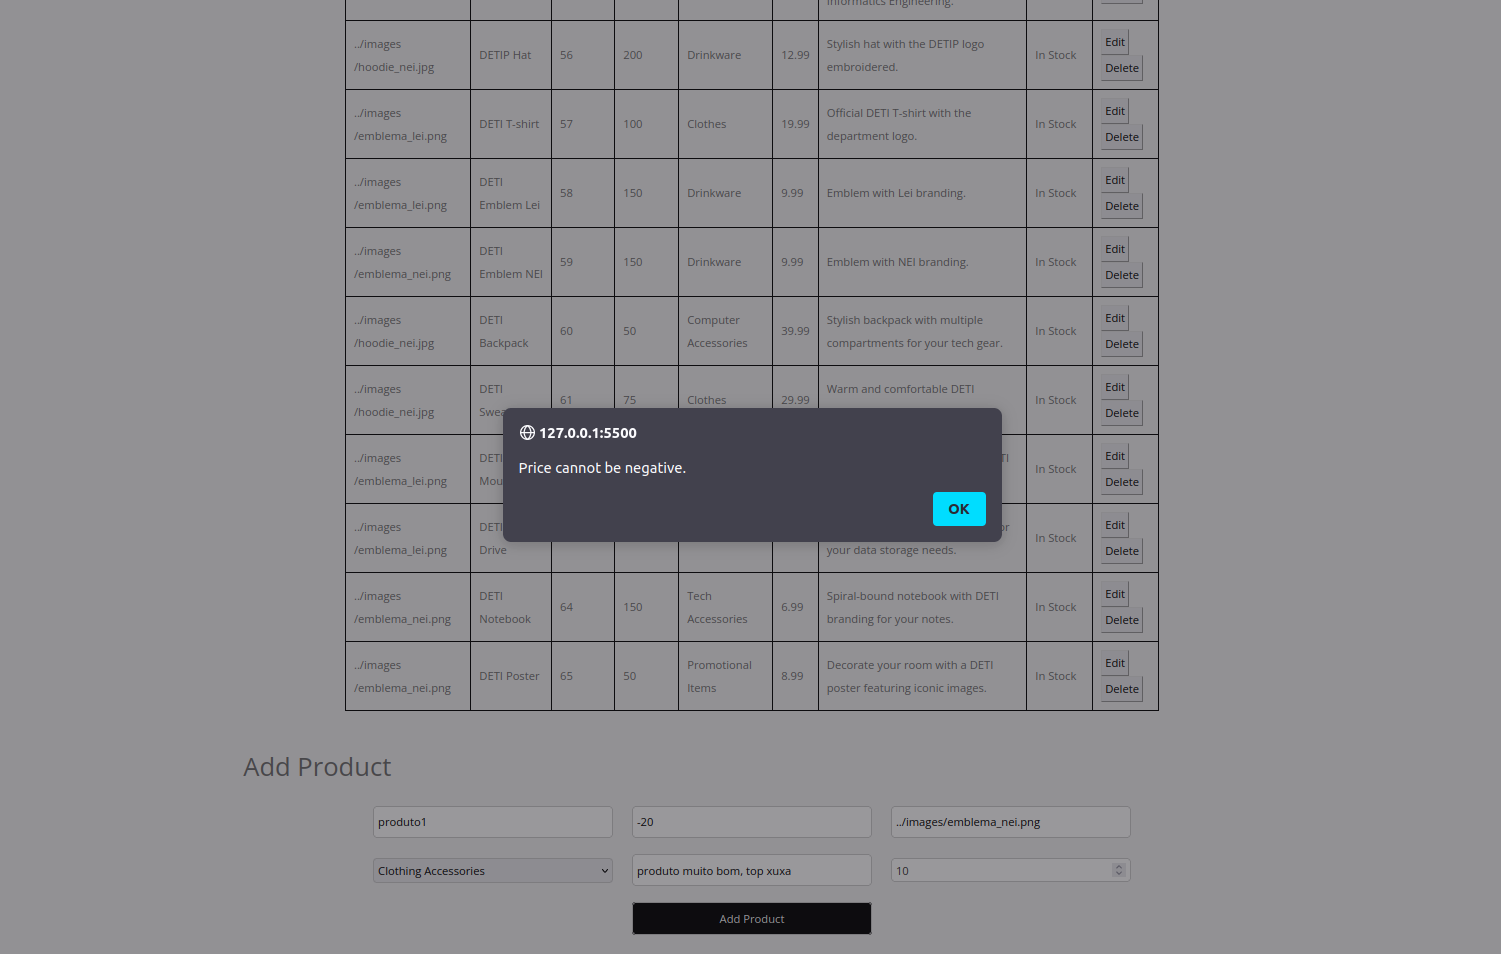 Informatics Engineering.
../images
/hoodie_nei.jpg
DETIP Hat
56
200
Drinkware
12.99
Stylish hat with the DETIP logo
embroidered.
In Stock
Edit
Delete
../images
/emblema_lei.png
DETI T-shirt
57
100
Clothes
19.99
Official DETI T-shirt with the
department logo.
In Stock
Edit
Delete
../images
/emblema_lei.png
DETI
Emblem Lei
58
150
Drinkware
9.99
Emblem with Lei branding.
In Stock
Edit
Delete
../images
/emblema_nei.png
DETI
Emblem NEI
59
150
Drinkware
9.99
Emblem with NEI branding.
In Stock
Edit
Delete
../images
/hoodie_nei.jpg
DETI
Backpack
60
50
Computer
Accessories
39.99
Stylish backpack with multiple
compartments for your tech gear.
In Stock
Edit
Delete
../images
/hoodie_nei.jpg
DETI
61
75
Clothes
29.99
Warm and comfortable DETI
In Stock
Edit
Delete
127.0.0.1:5500
Price cannot be negative.
OK
../images
/emblema_lei.png
DETI
In Stock
Edit
Delete
../images
/emblema_lei.png
DETI
Drive
your data storage needs.
In Stock
Edit
Delete
../images
/emblema_nei.png
DETI
Notebook
64
150
Tech
Accessories
6.99
Spiral-bound notebook with DETI
branding for your notes.
In Stock
Edit
Delete
../images
/emblema_nei.png
DETI Poster
65
50
Promotional
Items
8.99
Decorate your room with a DETI
poster featuring iconic images.
In Stock
Edit
Delete
Add Product
produto1
-20
../images/emblema_nei.png
Clothing Accessories
produto muito bom, top xuxa
10
Add Product